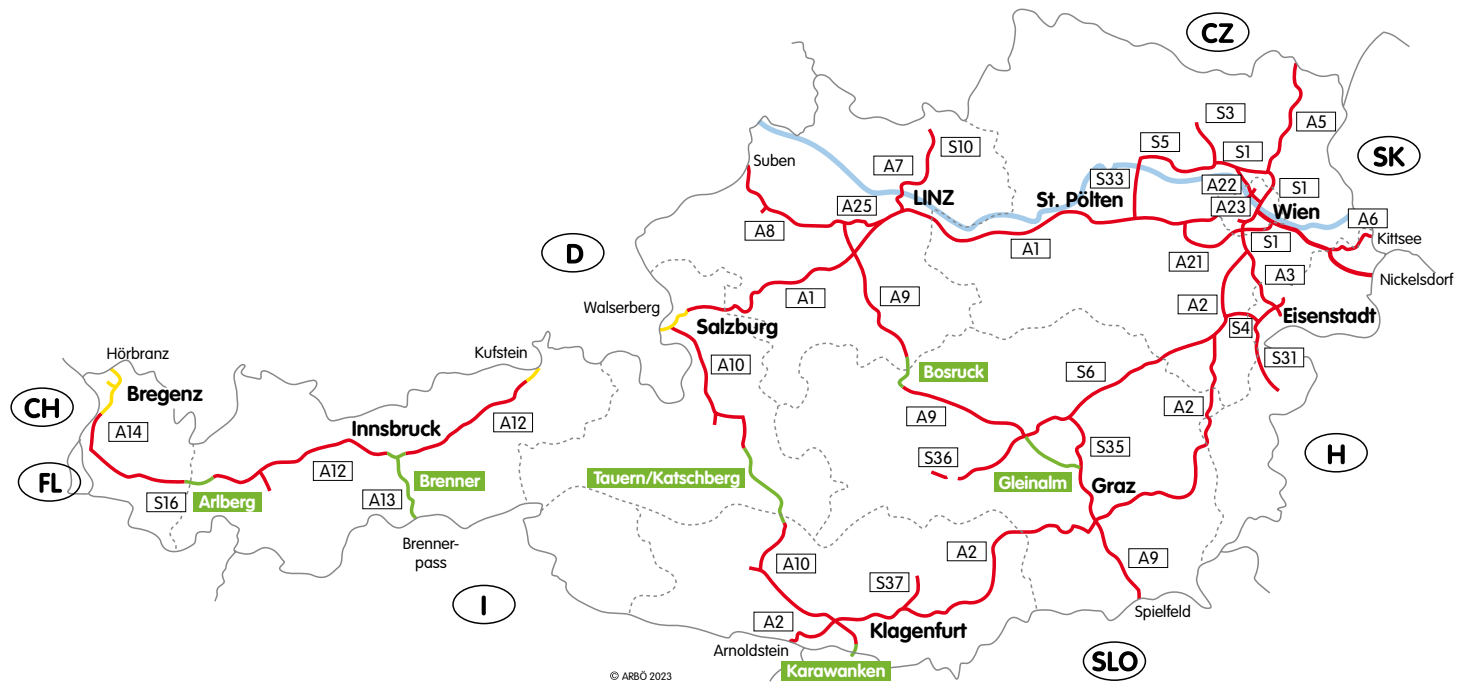 CZ
S3
A5
S10
S5
S1
SK
Suben
A7
S33
A22
S1
LINZ
St. Pölten
A25
A23
Wien
A6
A8
Kittsee
D
A1
S1
A21
A3
Nickelsdorf
A1
A9
A2
Walserberg
Eisenstadt
Salzburg
S4
Hörbranz
Kufstein
S31
A10
Bosruck
S6
Bregenz
CH
A9
A2
Innsbruck
A12
A14
S35
H
A12
S36
FL
Tauern/Katschberg
Brenner
Gleinalm
Graz
S16
Arlberg
A13
Brenner-
pass
A2
A10
A9
S37
I
Spielfeld
A2
Klagenfurt
Arnoldstein
SLO
Karawanken
© ARBÖ 2023